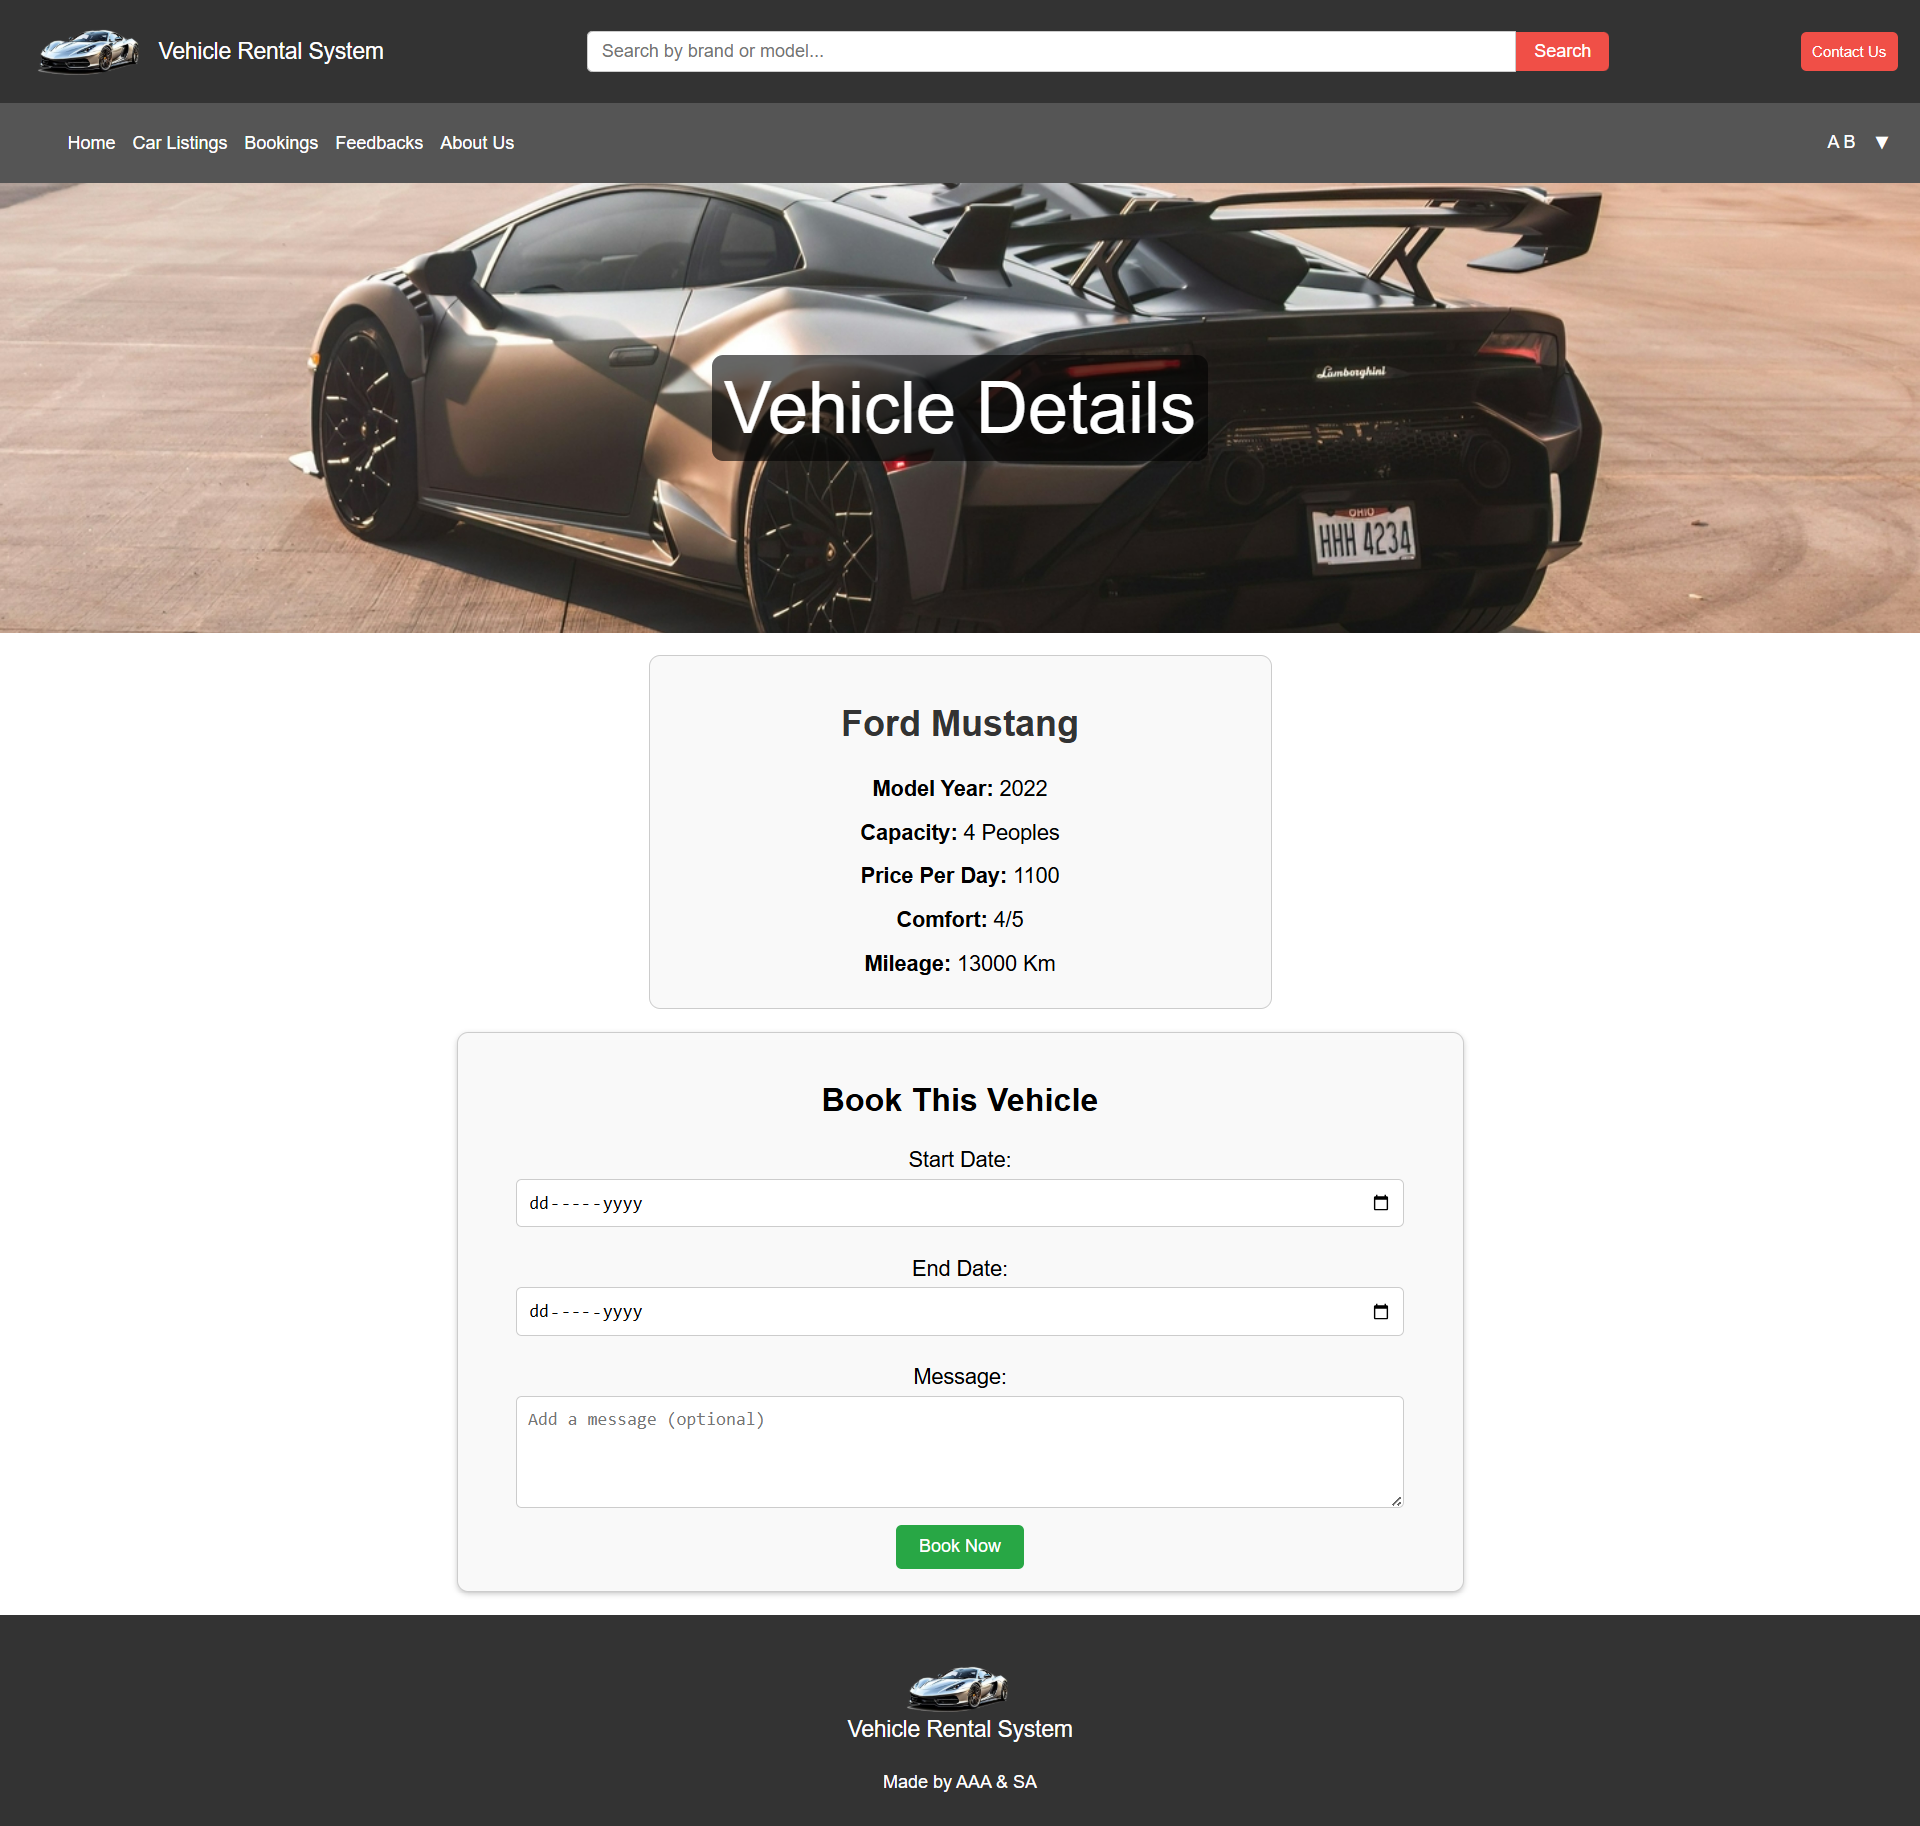 Vehicle Rental System
Search by brand or model...
Search
Contact Us
Home
Car Listings
Bookings
Feedbacks
About Us
A B
▼
Lamborghini
Vehicle Details
OHIO
HHH 4234
Ford Mustang
Model Year: 2022
Capacity: 4 Peoples
Price Per Day: 1100
Comfort: 4/5
Mileage: 13000 Km
Book This Vehicle
Start Date:
dd-----yyyy
End Date:
dd-----yyyy
Message:
Add a message (optional)
Book Now
Vehicle Rental System
Made by AAA & SA